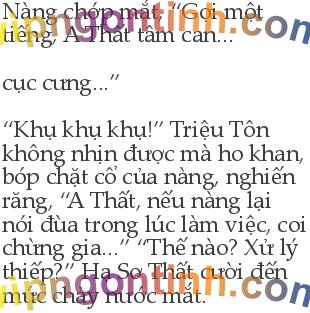 Nàng chớp mắt, “Gọi một
tiếng, A Thất tâm can...
cục cưng...”
“Khụ khụ khụ!” Triệu Tôn
không nhịn được mà ho khan,
bóp chặt cổ của nàng, nghiến
răng, “A Thất, nếu nàng lại
nói đùa trong lúc làm việc, coi
chừng gia...” “Thế nào? Xử lý
thiếp?” Hạ Sơ Thất cười đến
mức chảy nước mắt.
vipngontinh.com
vipngontinh.com